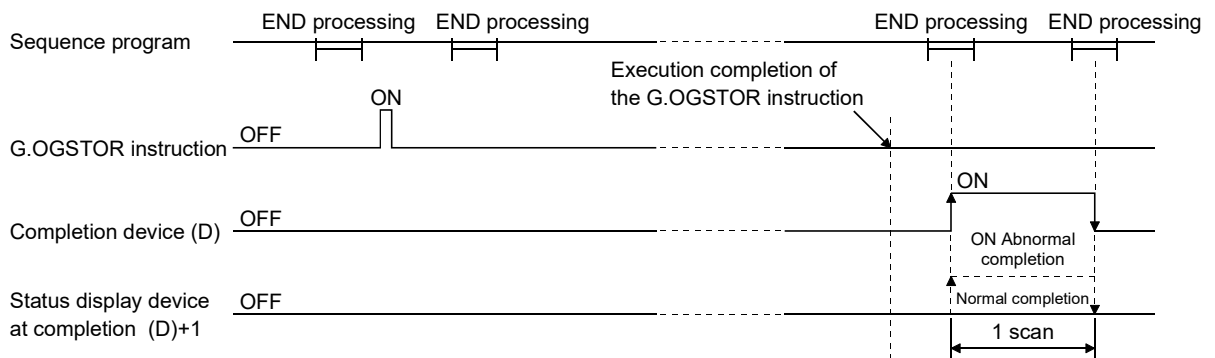 END processing
END processing
END processing
END processing
Sequence program
Execution completion of
the G.OGSTOR instruction
ON
OFF
G.OGSTOR instruction
ON
OFF
Completion device (D)
ON Abnormal
completion
OFF
Status display device
at completion (D)+1
Normal completion
1 scan